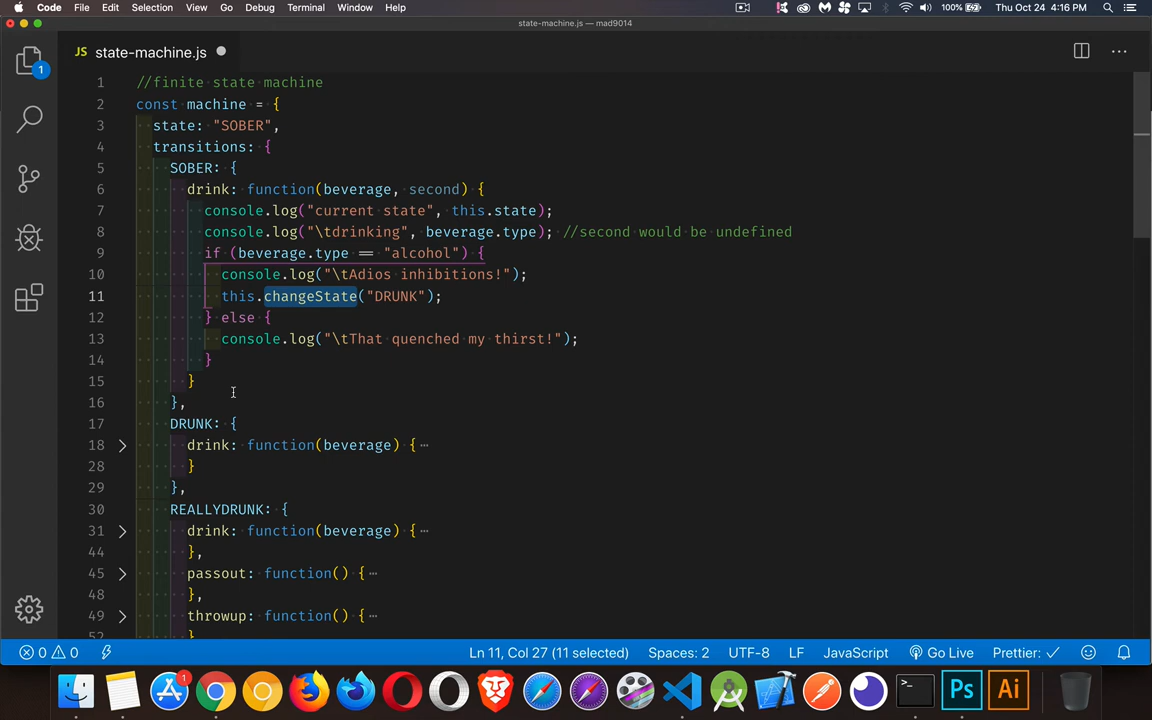 Code File Edit Selection View Go Debug Terminal Window Help 100% Thu Oct 24 4:16 PM
state-machine.js — mad9014
JS state-machine.js
1
1 //finite state machine
2 const machine = {
3 state: "SOBER",
4 transitions: {
5 SOBER: {
6 drink: function(beverage, second) {
7 console.log("current state", this.state);
8 console.log("\tdrinking", beverage.type); //second would be undefined
9 if (beverage.type == "alcohol") {
10 console.log("\tAdios inhibitions!");
11 this.changeState("DRUNK");
12 } else {
13 console.log("\tThat quenched my thirst!");
14 }
15 }
16 },
17 DRUNK: {
18 drink: function(beverage) {
28 }
29 },
30 REALLYDRUNK: {
31 drink: function(beverage) {
44 },
45 passout: function() {
48 },
49 throwup: function() {
52 }
0 0 Ln 11, Col 27 (11 selected) Spaces: 2 UTF-8 LF JavaScript Go Live Prettier: ✓
1 >_ Ps Ai